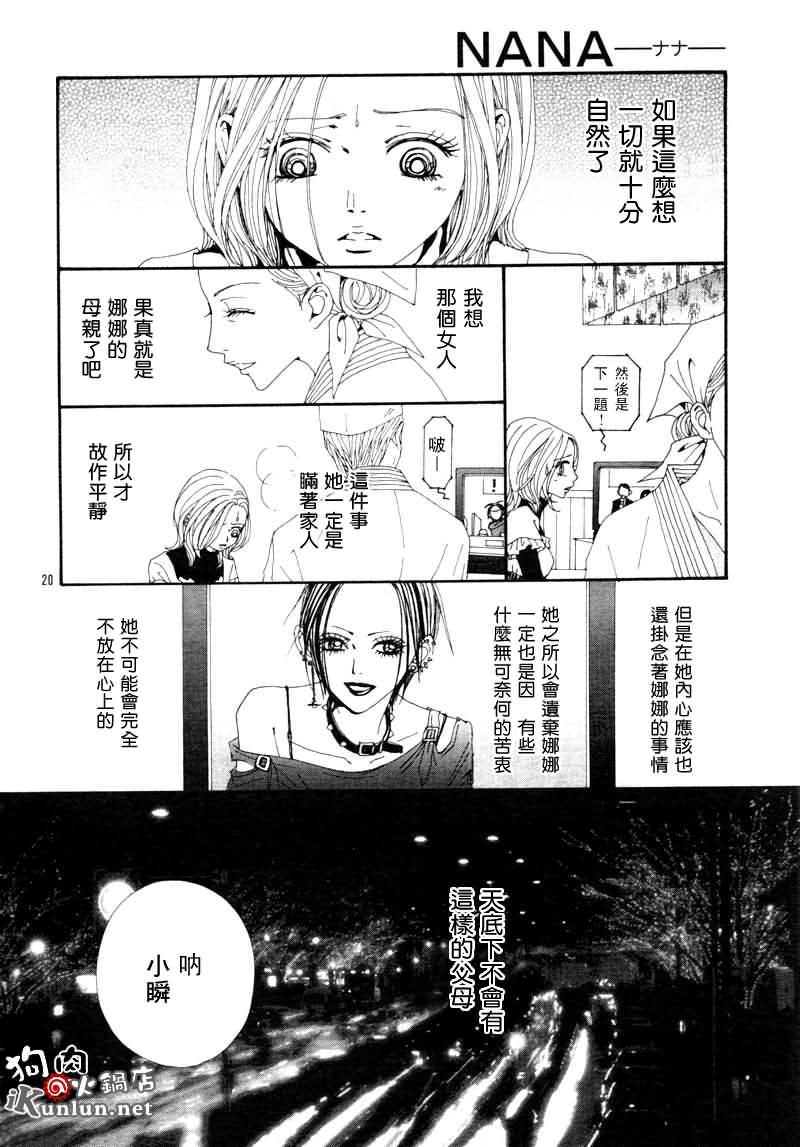 NANA—ナナ—
如果這麼想
一切就十分
自然了
然後是
下一題！
我想
那個女人
果真就是
娜娜的
母親了吧
啵—
！
這件事
她一定是
瞞著家人
所以才
故作平靜
20
但是在她內心應該也
還掛念著娜娜的事情
她之所以會遺棄娜娜
一定也是因 有些
什麼無可奈何的苦衷
她不可能會完全
不放在心上的
天底下不會有
這樣的父母
呐
小瞬
狗肉火鍋店
iKunlun.net